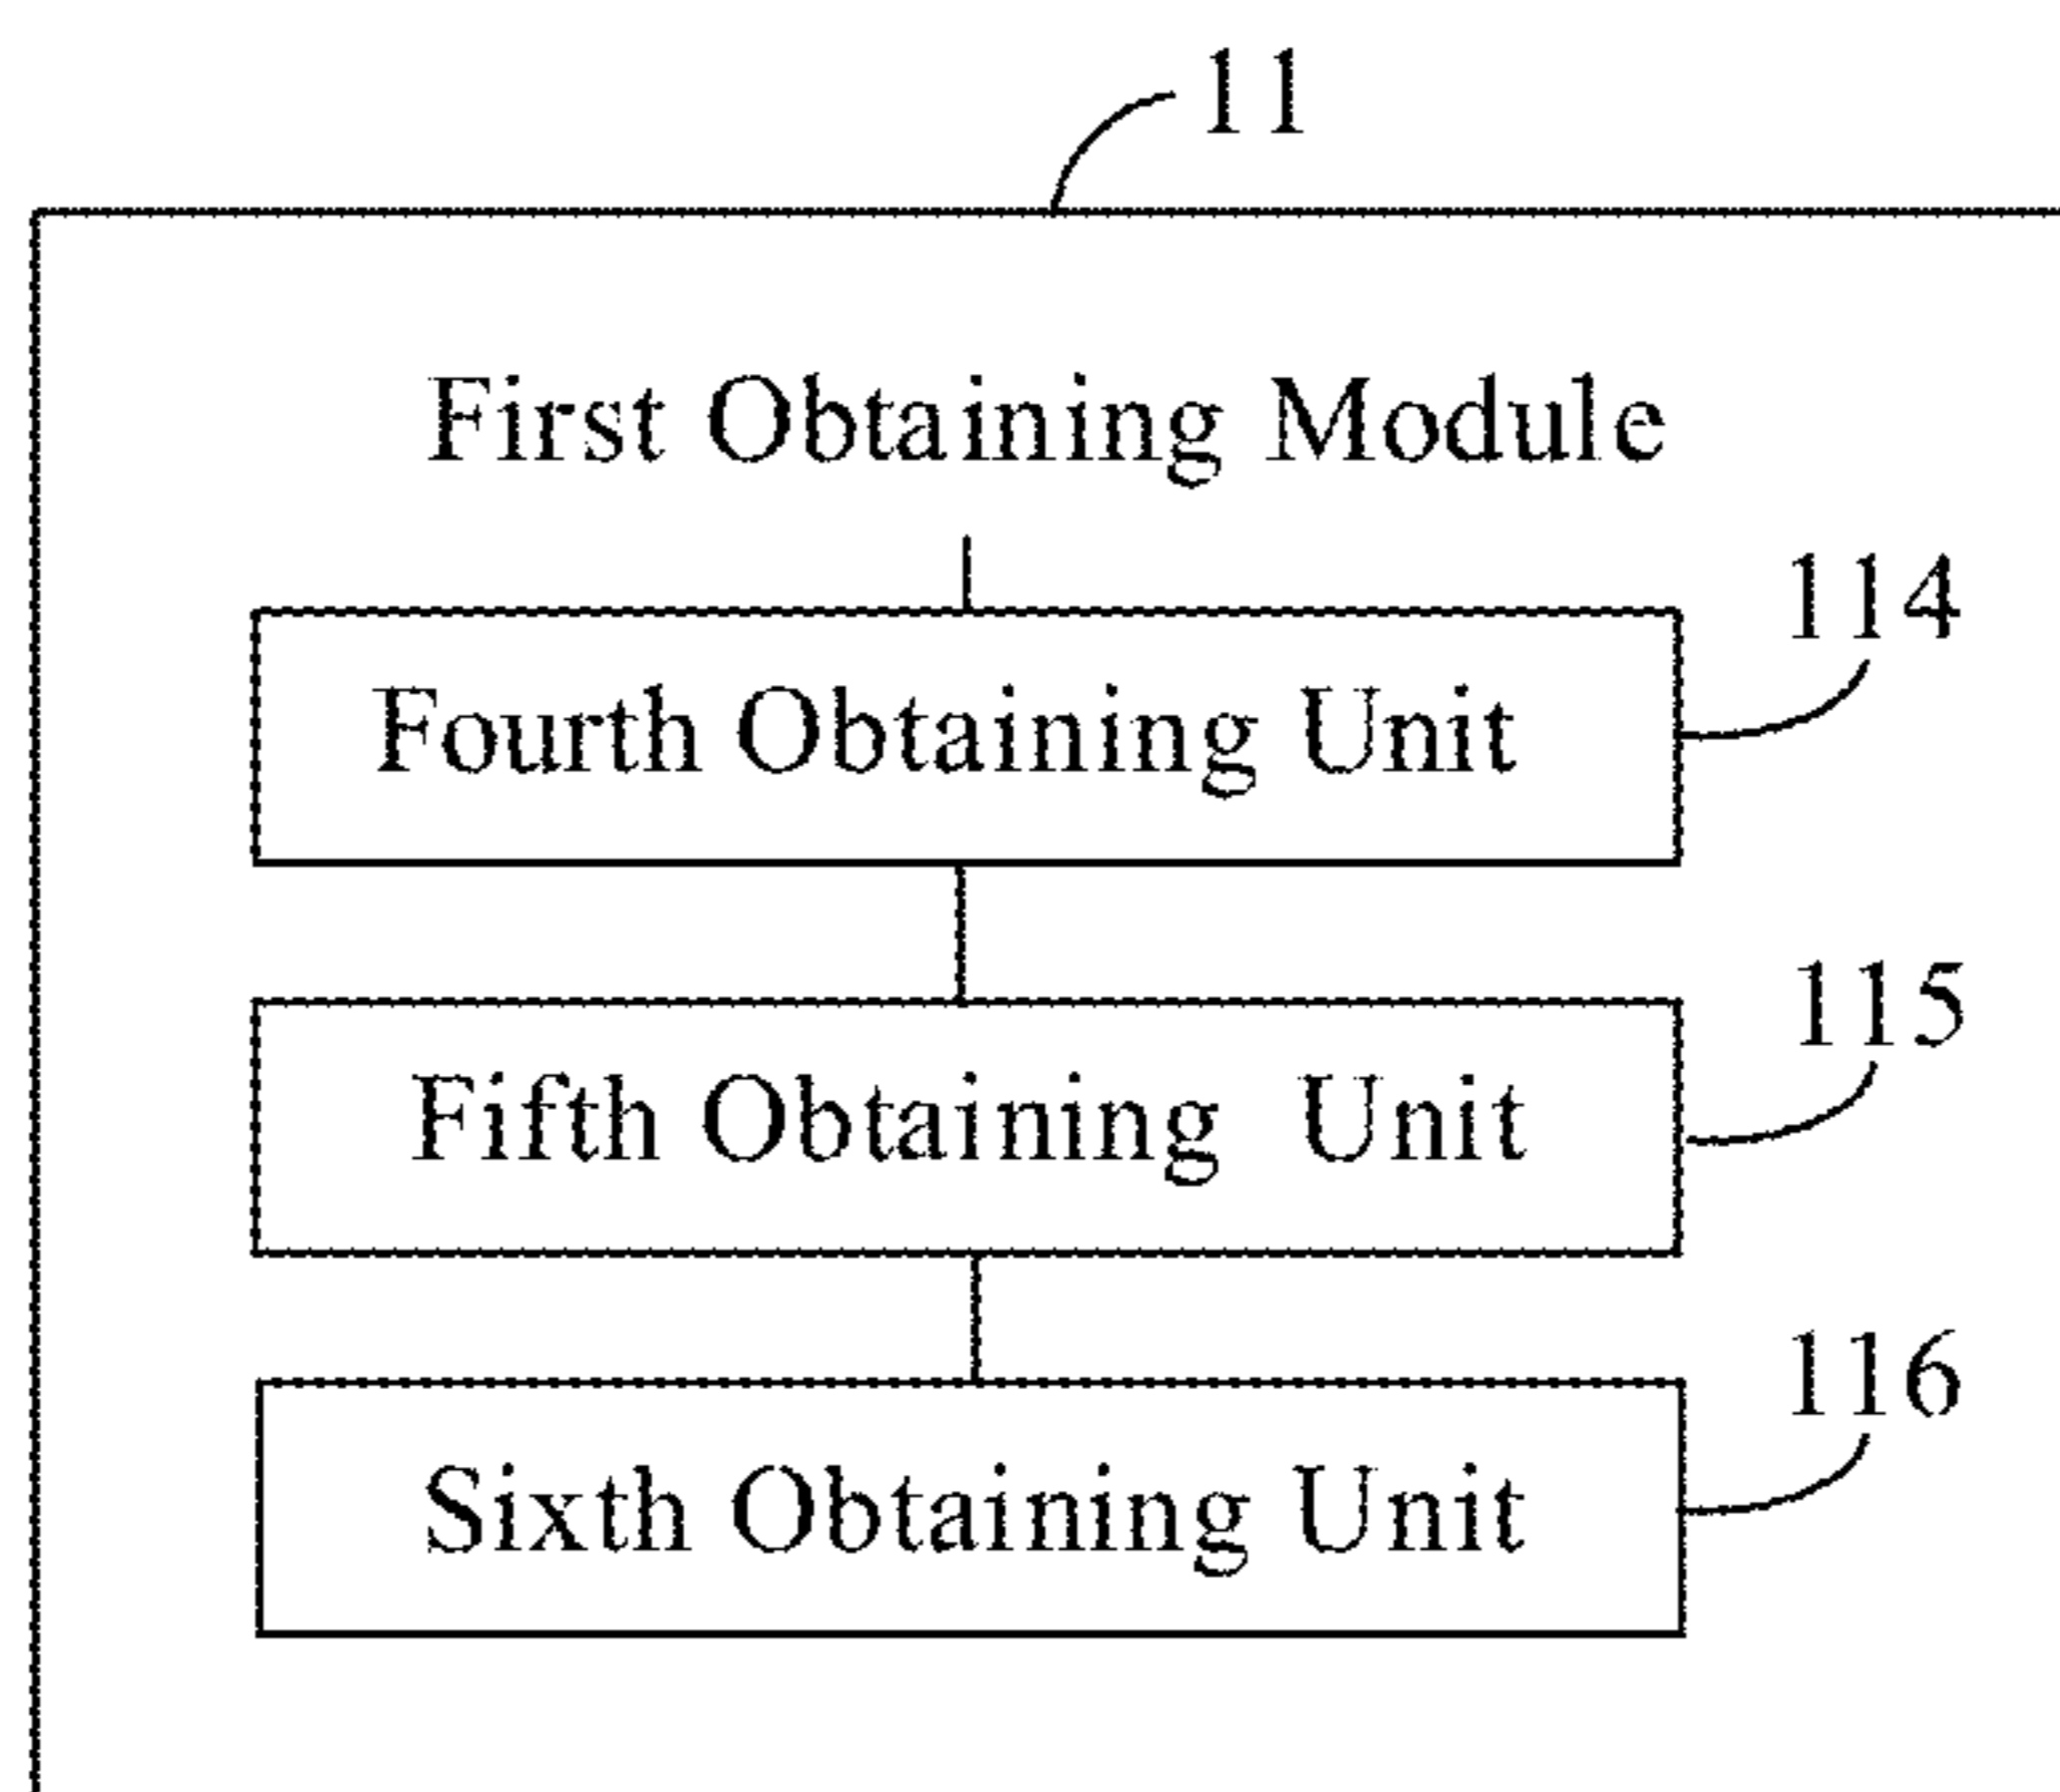 11
First Obtaining Module
114
Fourth Obtaining Unit
115
Fifth Obtaining Unit
116
Sixth Obtaining Unit